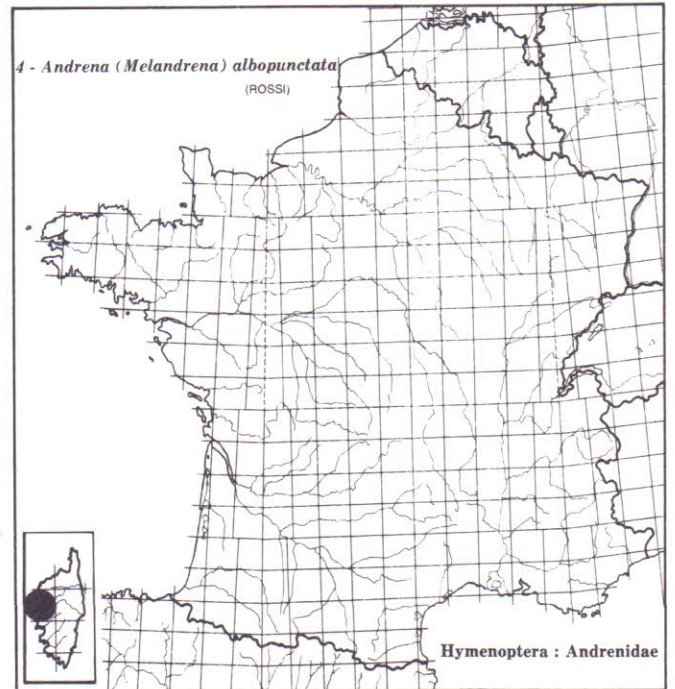 4 - Andrena (Melandrena) albopunctata
(ROSSI)
Hymenoptera : Andrenidae